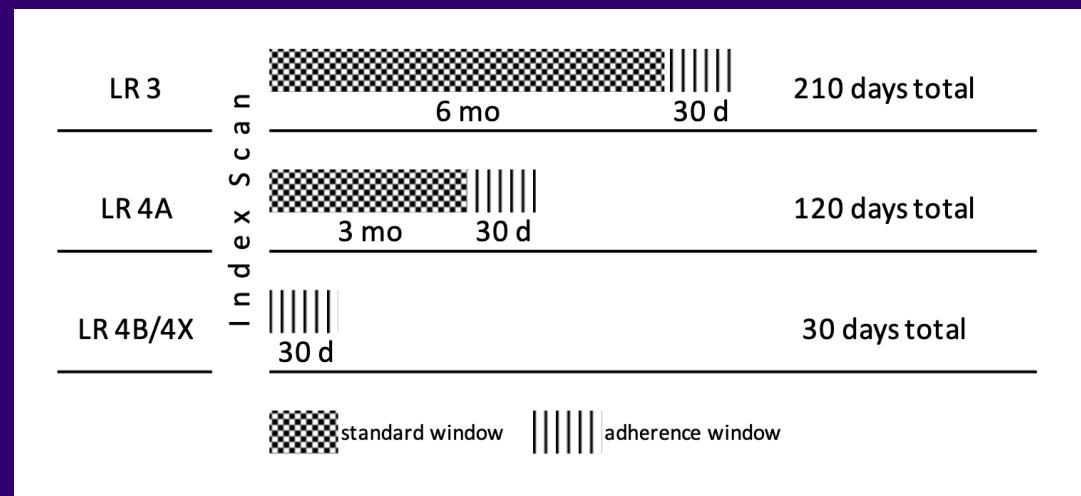 LR 3
6 mo
30 d
210 days total
Index Scan
LR 4A
3 mo
30 d
120 days total
LR 4B/4X
30 d
30 days total
standard window
adherence window